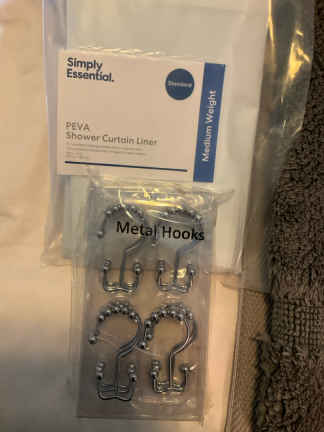 Simply
Essential.
Standard
PEVA
Shower Curtain Liner
Medium Weight
Metal Hooks